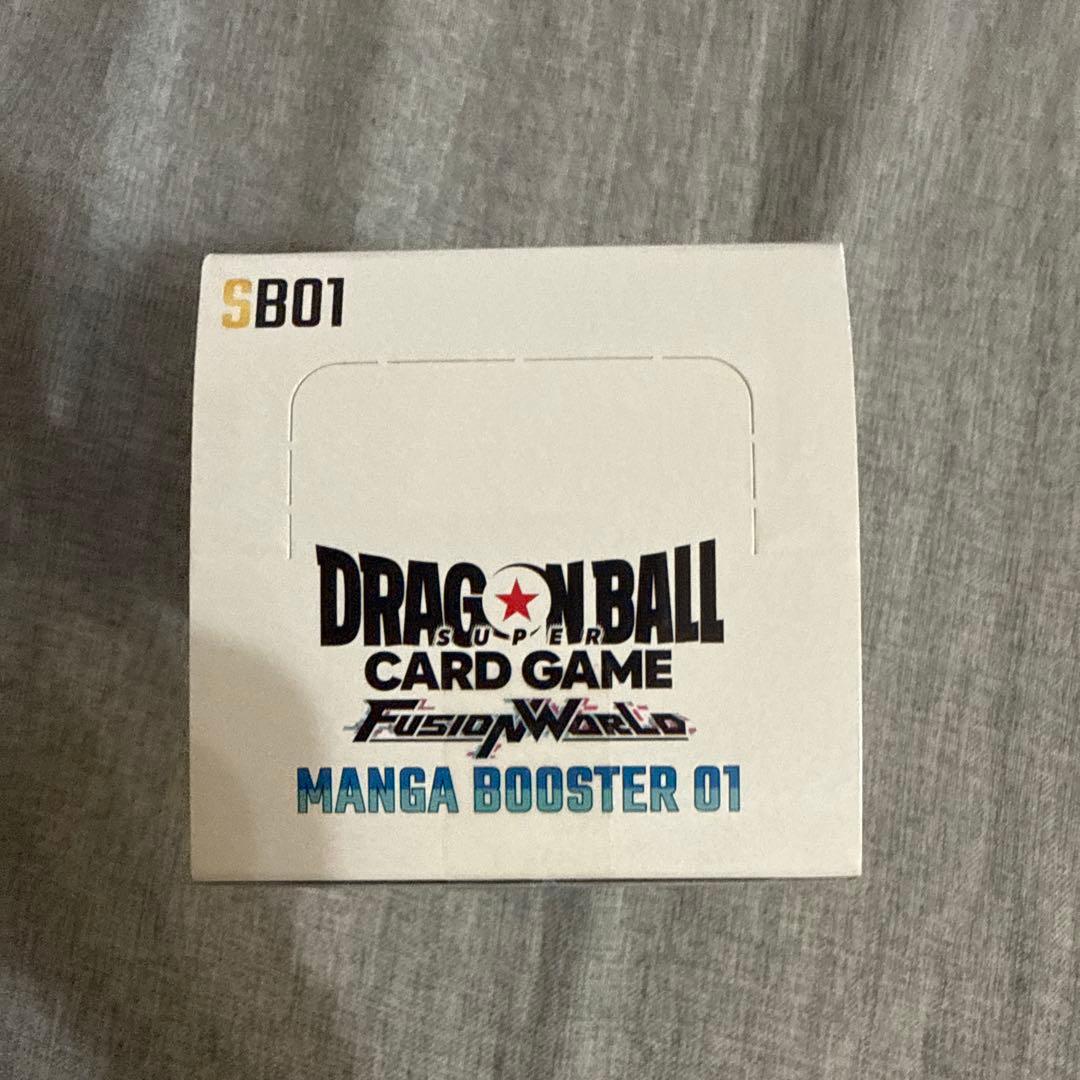 SB01
DRAGON BALL
SUPER
CARD GAME
FUSION WORLD
MANGA BOOSTER 01